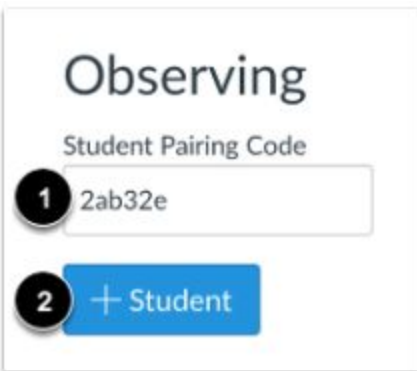 Observing
Student Pairing Code
1 2ab32e
2 + Student